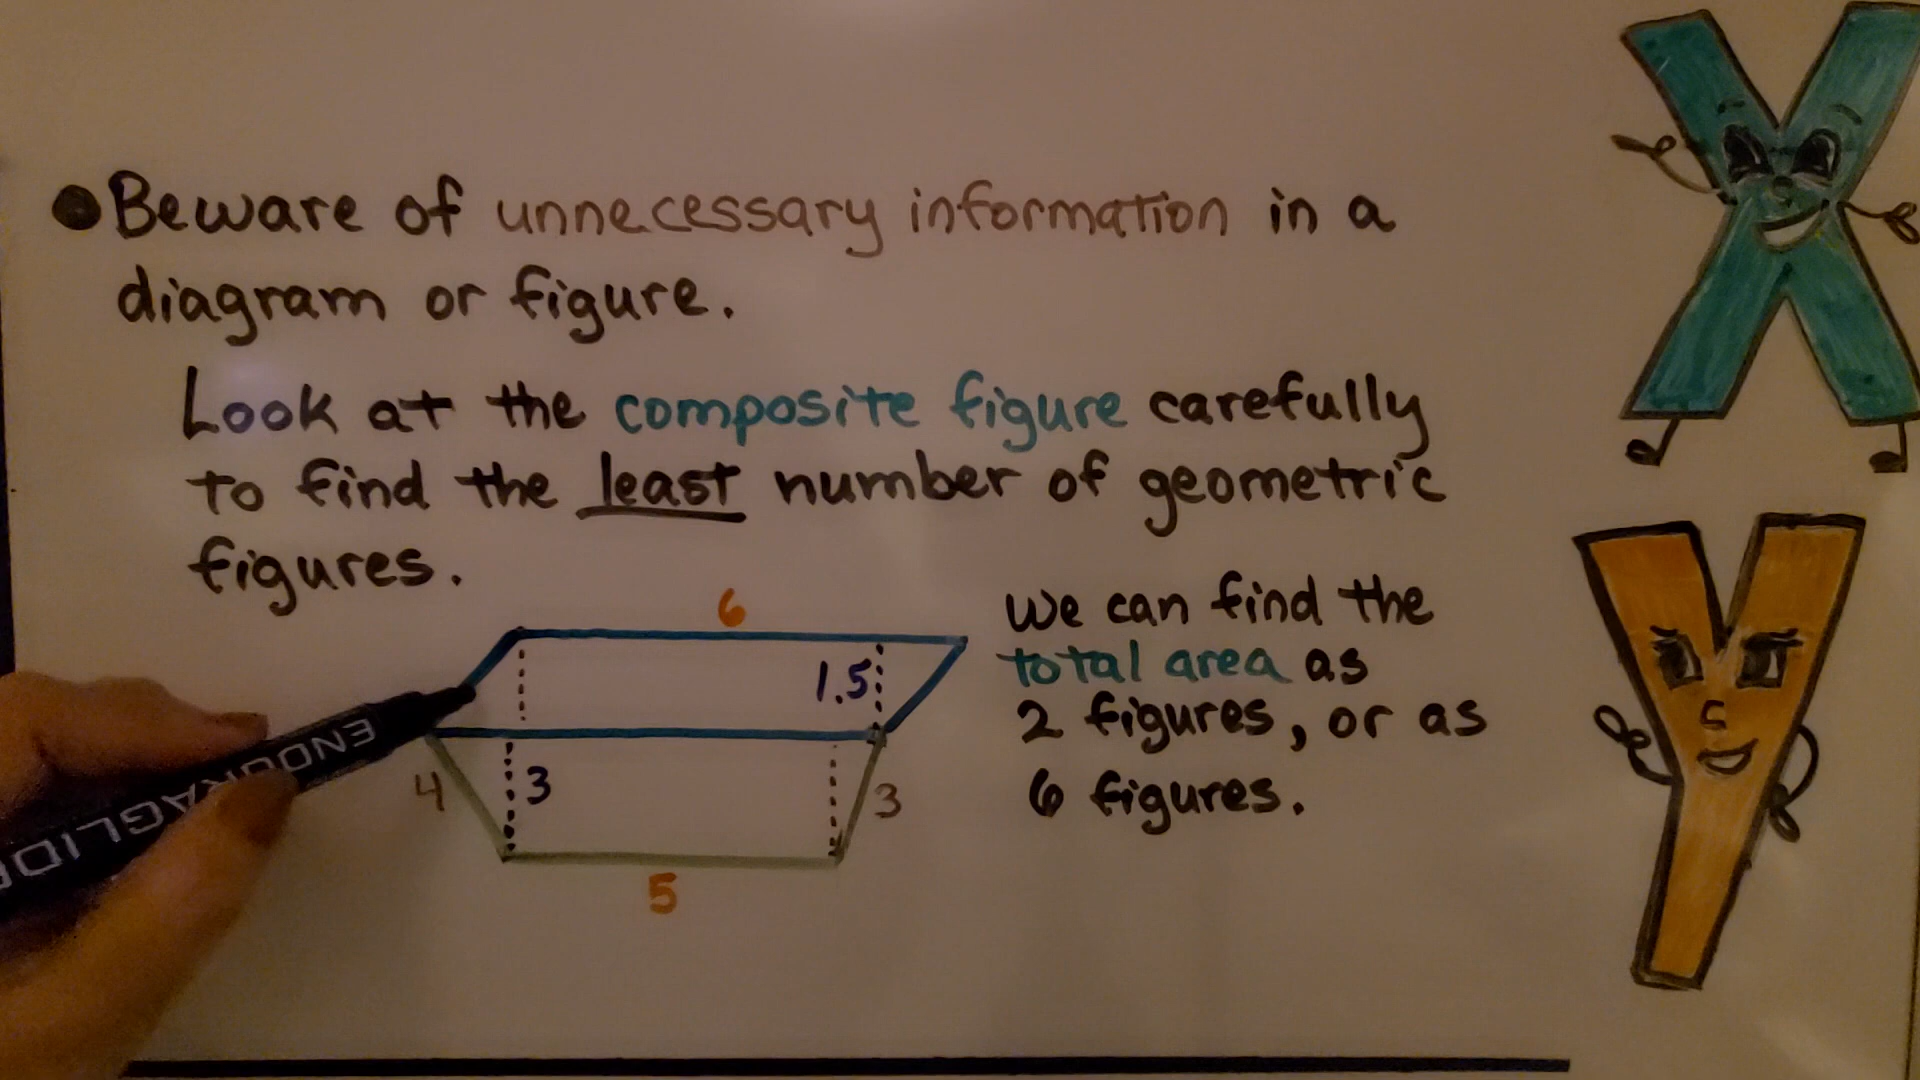 Beware of unnecessary information in a
diagram or figure.
Look at the composite figure carefully
to find the least number of geometric
figures.
6
1.5
4
3
3
5
We can find the
total area as
2 figures, or as
6 figures.